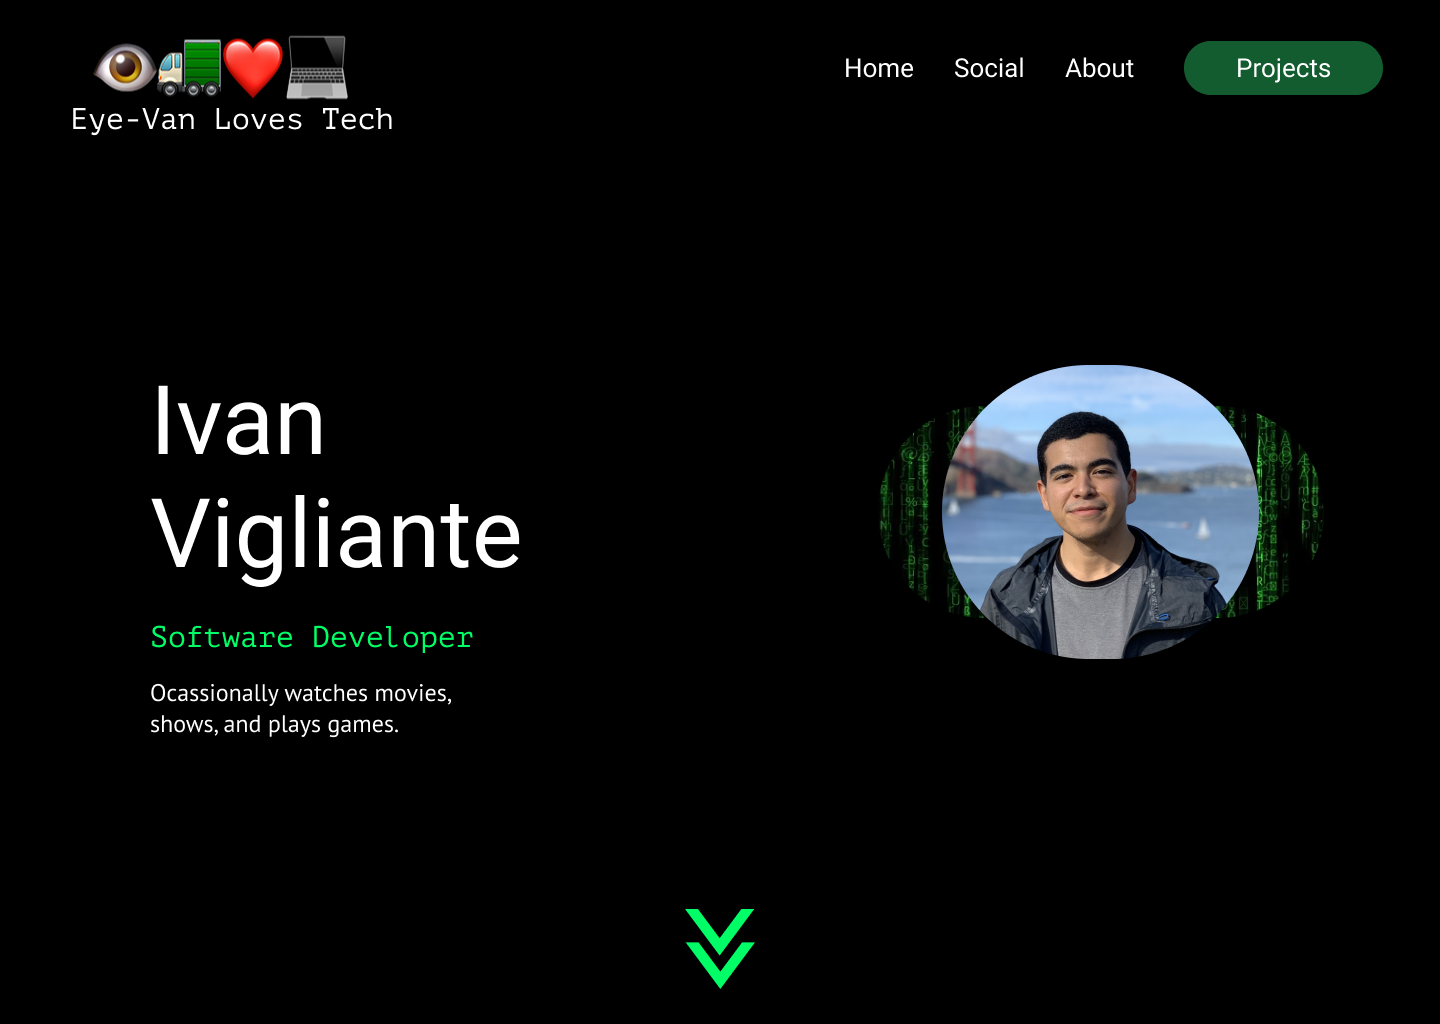 Eye-Van Loves Tech
Home Social About Projects
Ivan
Vigliante
Software Developer
Ocassionally watches movies,
shows, and plays games.